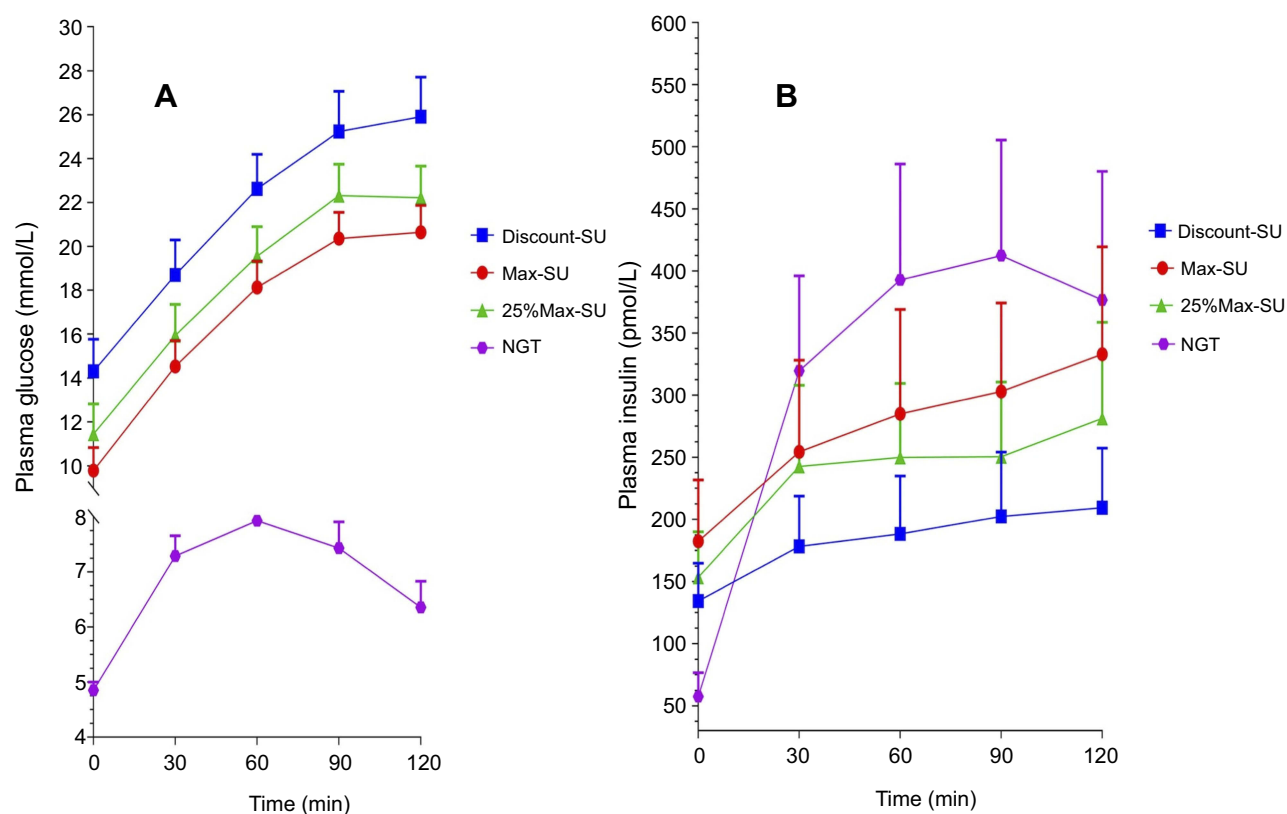 A
Plasma glucose (mmol/L)
30
28
26
24
22
20
18
16
14
12
10
8
7
6
5
4
0 30 60 90 120
Time (min)
Discount-SU
Max-SU
25%Max-SU
NGT
B
Plasma insulin (pmol/L)
600
550
500
450
400
350
300
250
200
150
100
50
0 30 60 90 120
Time (min)
Discount-SU
Max-SU
25%Max-SU
NGT